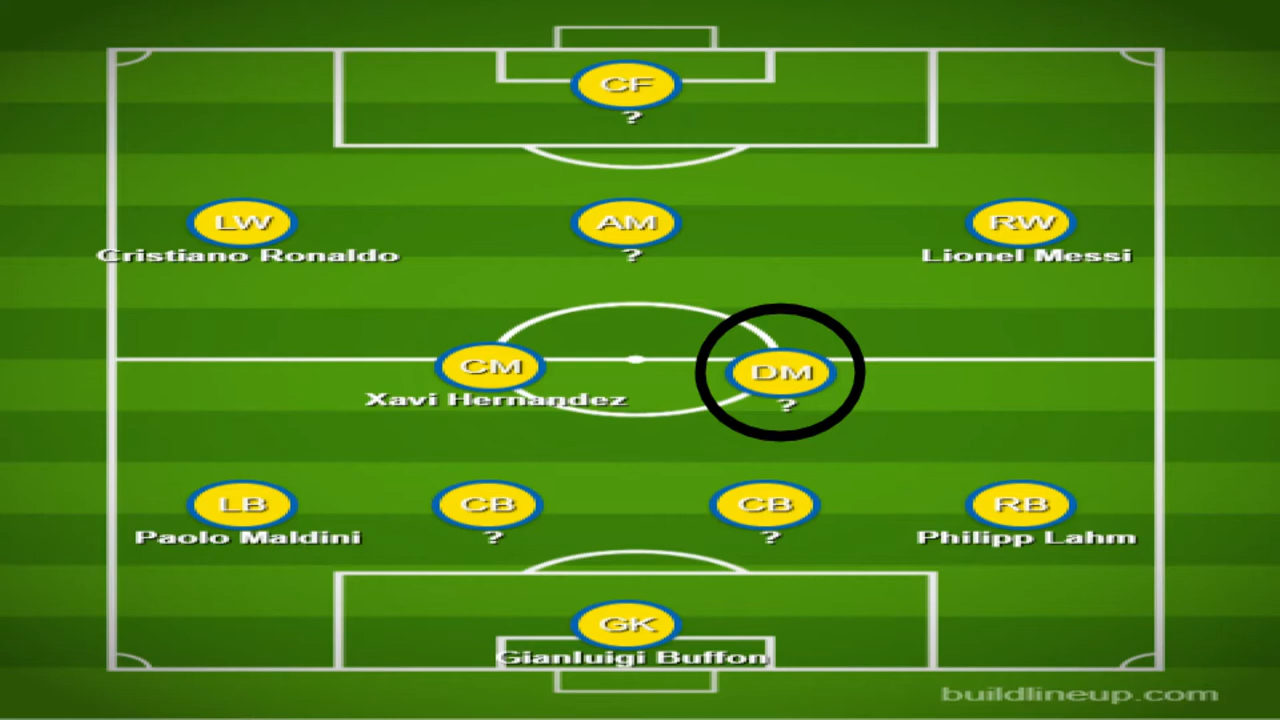 CF
?
LW
Cristiano Ronaldo
AM
?
RW
Lionel Messi
CM
Xavi Hernandez
DM
?
LB
Paolo Maldini
CB
?
CB
?
RB
Philipp Lahm
GK
Gianluigi Buffon
buildlineup.com